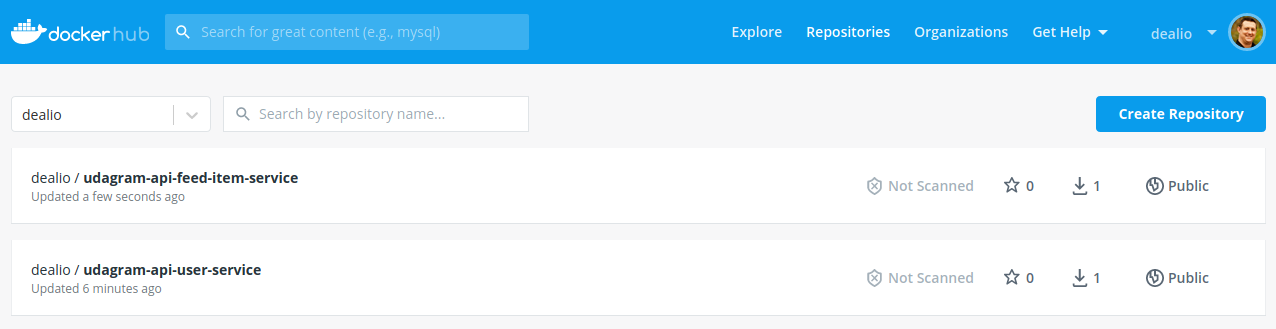 docker hub Search for great content (e.g., mysql) Explore Repositories Organizations Get Help dealio
dealio Search by repository name... Create Repository
dealio / udagram-api-feed-item-service
Updated a few seconds ago
Not Scanned 0 1 Public
dealio / udagram-api-user-service
Updated 6 minutes ago
Not Scanned 0 1 Public